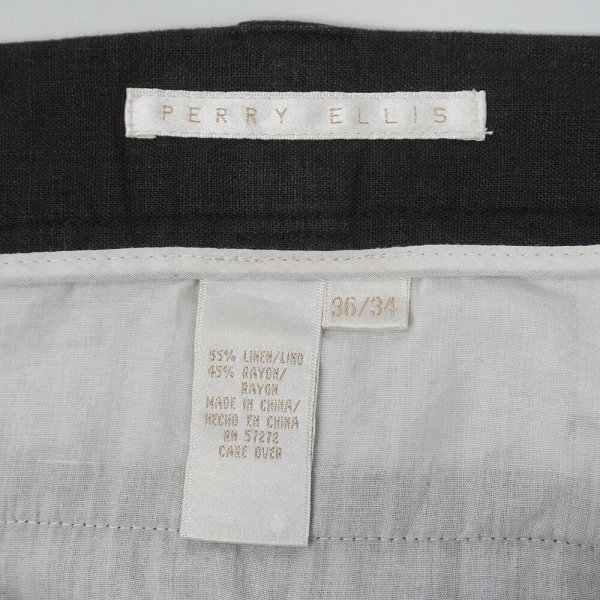 PERRY ELLIS
36/34
55% LINEN/LINO
45% RAYON/
RAYON
MADE IN CHINA/
HECHO EN CHINA
RN 57272
CARE OVER